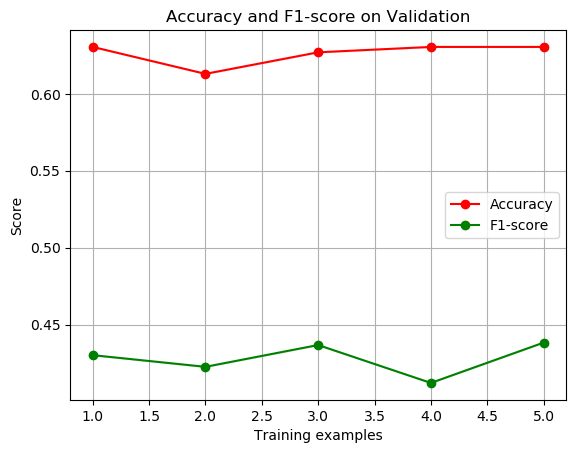 Accuracy and F1-score on Validation
Score
0.60
0.55
0.50
0.45
Accuracy
F1-score
1.0 1.5 2.0 2.5 3.0 3.5 4.0 4.5 5.0
Training examples